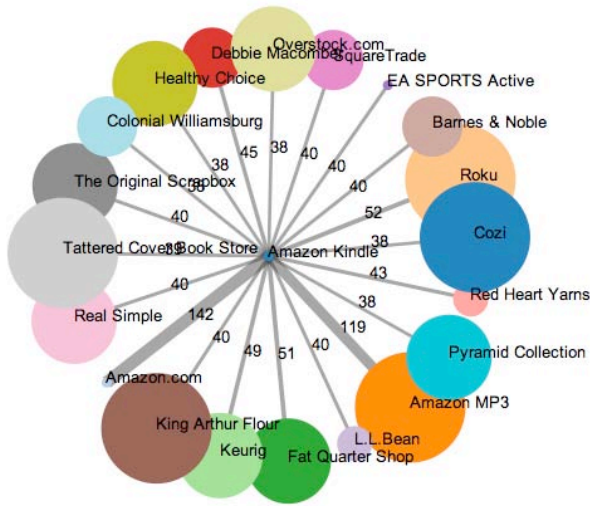 Overstock.com
Debbie Macomber
SquareTrade
Healthy Choice
EA SPORTS Active
Colonial Williamsburg
Barnes & Noble
38
45
38
40
40
38
40
The Original Scrapbox
Roku
40
52
Cozi
Tattered Cover Book Store
39
Amazon Kindle
38
43
40
Red Heart Yarns
Real Simple
142
38
40
119
49
51
40
Pyramid Collection
Amazon.com
Amazon MP3
King Arthur Flour
L.L.Bean
Keurig
Fat Quarter Shop